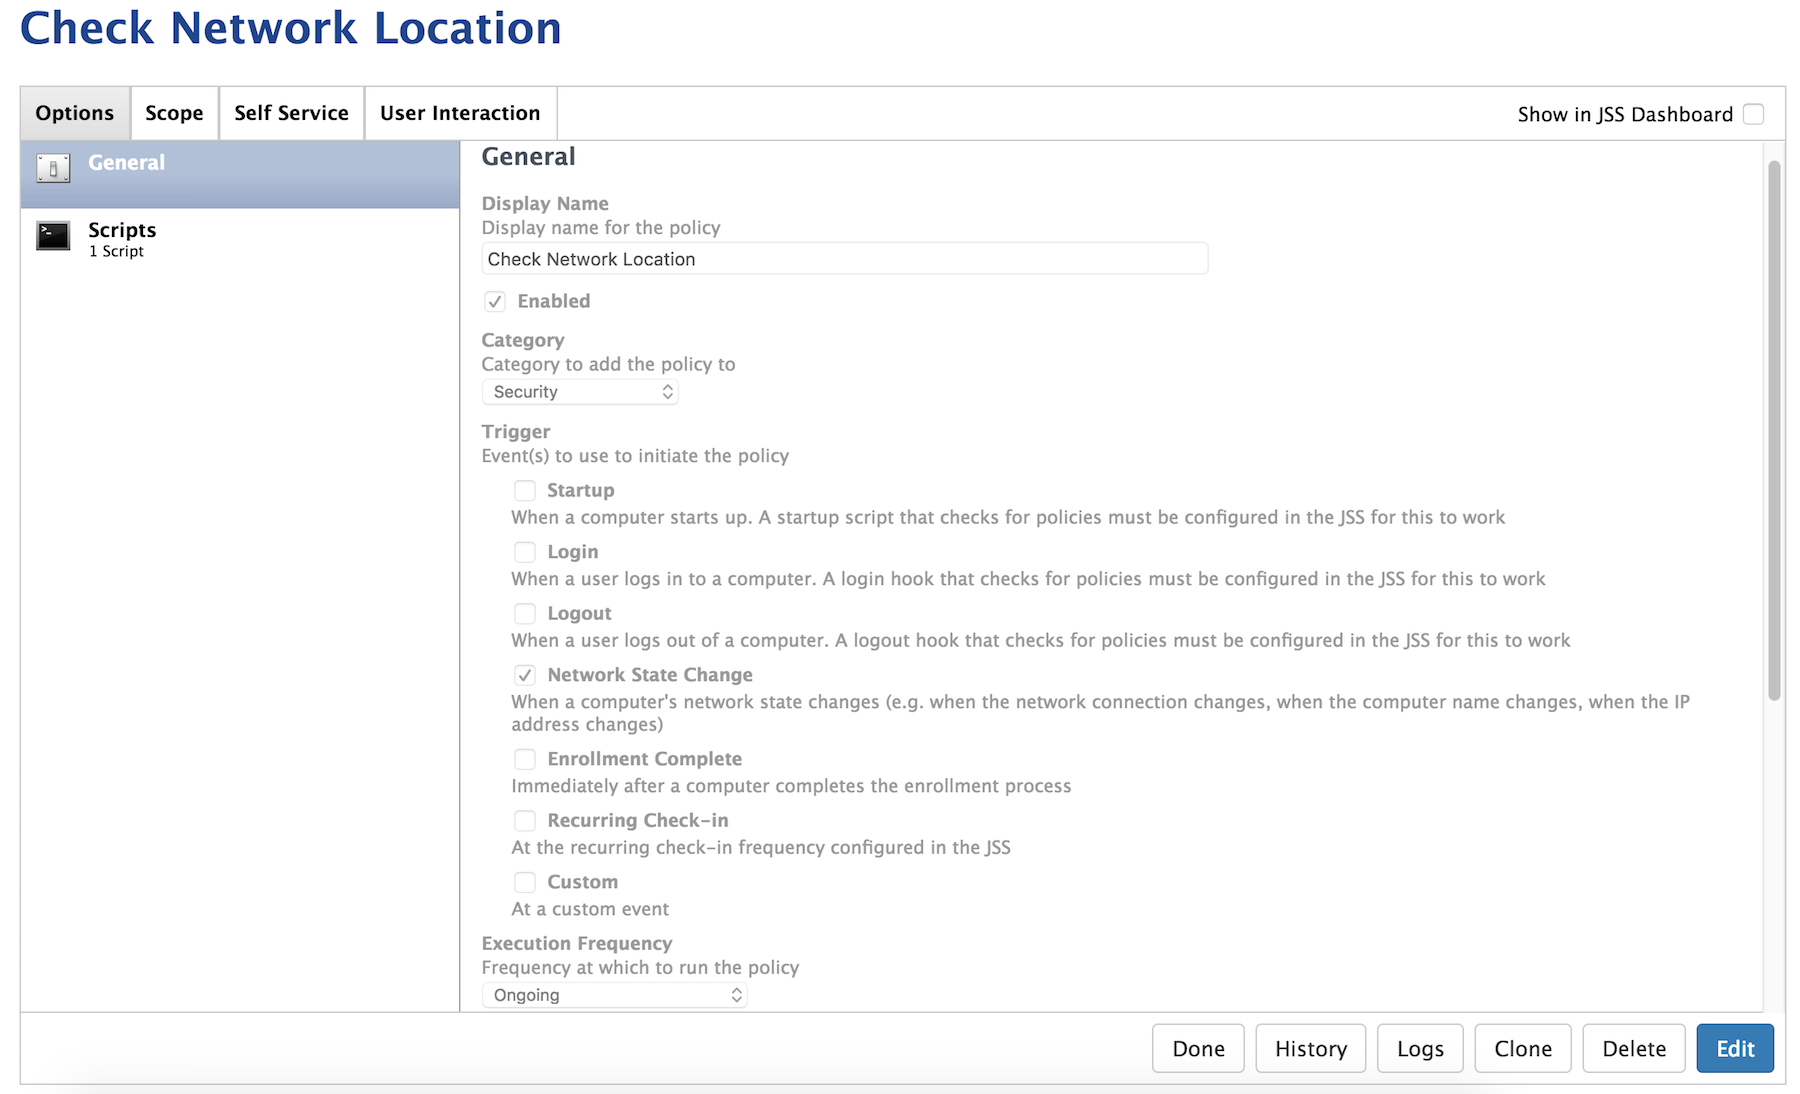 Check Network Location
Options
Scope
Self Service
User Interaction
Show in JSS Dashboard
General
Scripts
1 Script
General
Display Name
Display name for the policy
Check Network Location
Enabled
Category
Category to add the policy to
Security
Trigger
Event(s) to use to initiate the policy
Startup
When a computer starts up. A startup script that checks for policies must be configured in the JSS for this to work
Login
When a user logs in to a computer. A login hook that checks for policies must be configured in the JSS for this to work
Logout
When a user logs out of a computer. A logout hook that checks for policies must be configured in the JSS for this to work
Network State Change
When a computer's network state changes (e.g. when the network connection changes, when the computer name changes, when the IP
address changes)
Enrollment Complete
Immediately after a computer completes the enrollment process
Recurring Check-in
At the recurring check-in frequency configured in the JSS
Custom
At a custom event
Execution Frequency
Frequency at which to run the policy
Ongoing
Done
History
Logs
Clone
Delete
Edit